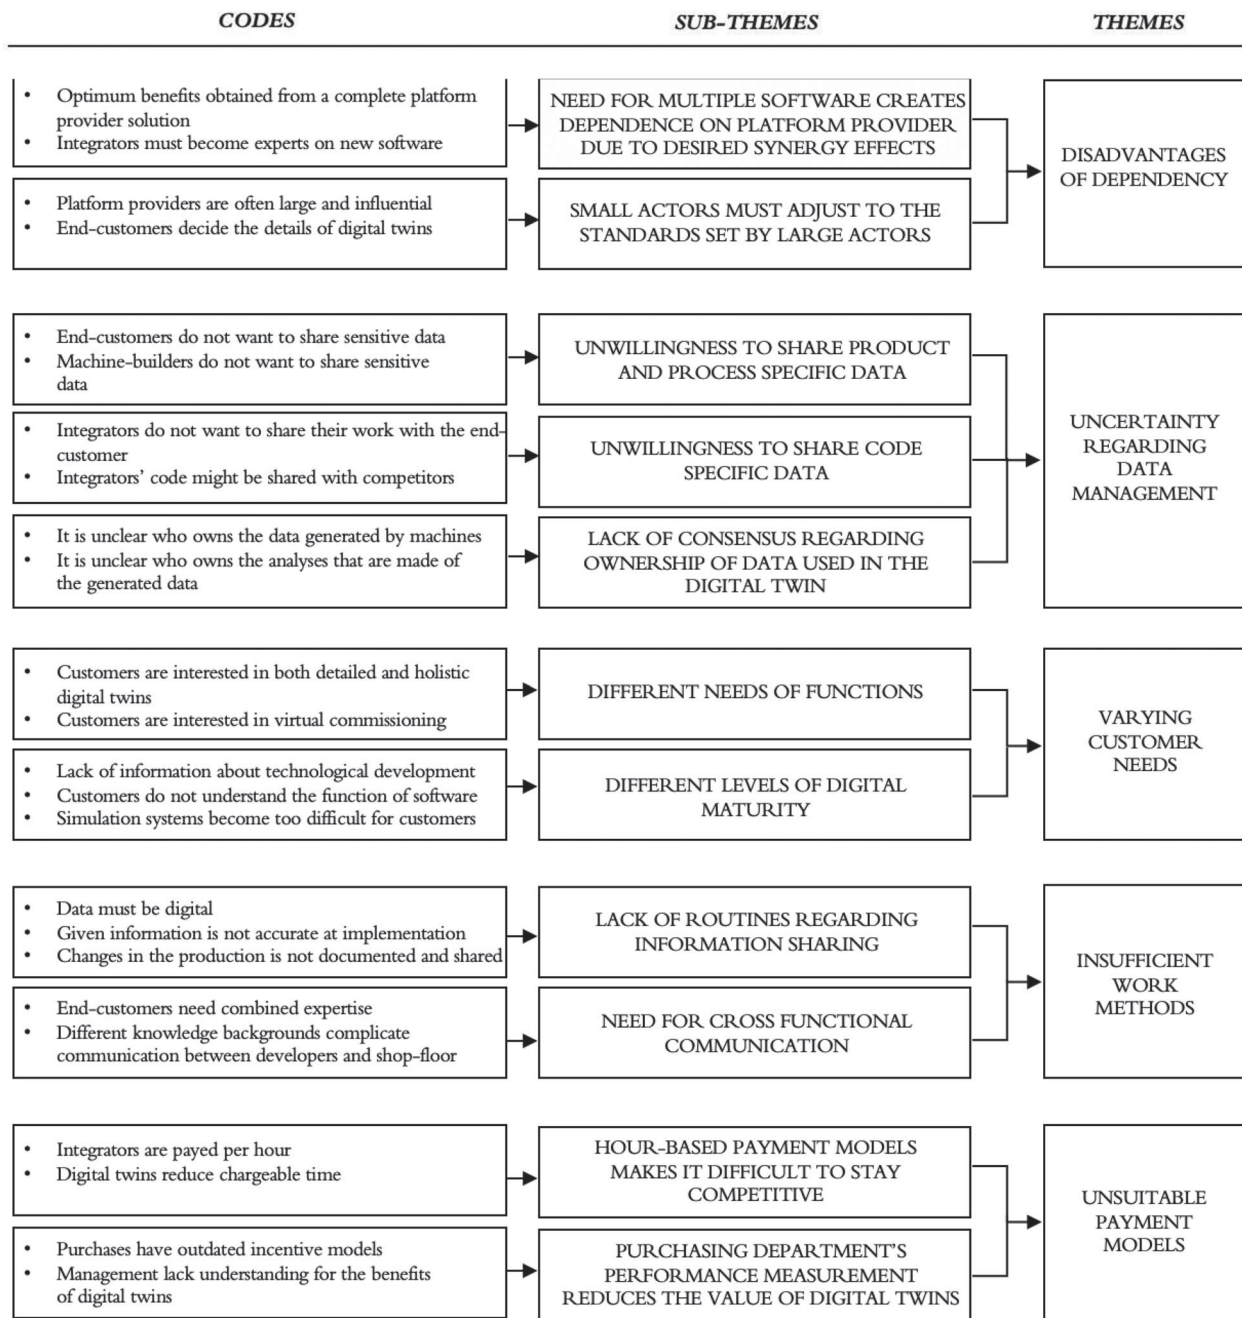 CODES
SUB-THEMES
THEMES
• Optimum benefits obtained from a complete platform
provider solution
• Integrators must become experts on new software
NEED FOR MULTIPLE SOFTWARE CREATES
DEPENDENCE ON PLATFORM PROVIDER
DUE TO DESIRED SYNERGY EFFECTS
• Platform providers are often large and influential
• End-customers decide the details of digital twins
SMALL ACTORS MUST ADJUST TO THE
STANDARDS SET BY LARGE ACTORS
DISADVANTAGES
OF DEPENDENCY
• End-customers do not want to share sensitive data
• Machine-builders do not want to share sensitive
data
UNWILLINGNESS TO SHARE PRODUCT
AND PROCESS SPECIFIC DATA
• Integrators do not want to share their work with the end-
customer
• Integrators' code might be shared with competitors
UNWILLINGNESS TO SHARE CODE
SPECIFIC DATA
• It is unclear who owns the data generated by machines
• It is unclear who owns the analyses that are made of
the generated data
LACK OF CONSENSUS REGARDING
OWNERSHIP OF DATA USED IN THE
DIGITAL TWIN
UNCERTAINTY
REGARDING
DATA
MANAGEMENT
• Customers are interested in both detailed and holistic
digital twins
• Customers are interested in virtual commissioning
DIFFERENT NEEDS OF FUNCTIONS
• Lack of information about technological development
• Customers do not understand the function of software
• Simulation systems become too difficult for customers
DIFFERENT LEVELS OF DIGITAL
MATURITY
VARYING
CUSTOMER
NEEDS
• Data must be digital
• Given information is not accurate at implementation
• Changes in the production is not documented and shared
LACK OF ROUTINES REGARDING
INFORMATION SHARING
• End-customers need combined expertise
• Different knowledge backgrounds complicate
communication between developers and shop-floor
NEED FOR CROSS FUNCTIONAL
COMMUNICATION
INSUFFICIENT
WORK
METHODS
• Integrators are payed per hour
• Digital twins reduce chargeable time
HOUR-BASED PAYMENT MODELS
MAKES IT DIFFICULT TO STAY
COMPETITIVE
• Purchases have outdated incentive models
• Management lack understanding for the benefits
of digital twins
PURCHASING DEPARTMENT'S
PERFORMANCE MEASUREMENT
REDUCES THE VALUE OF DIGITAL TWINS
UNSUITABLE
PAYMENT
MODELS